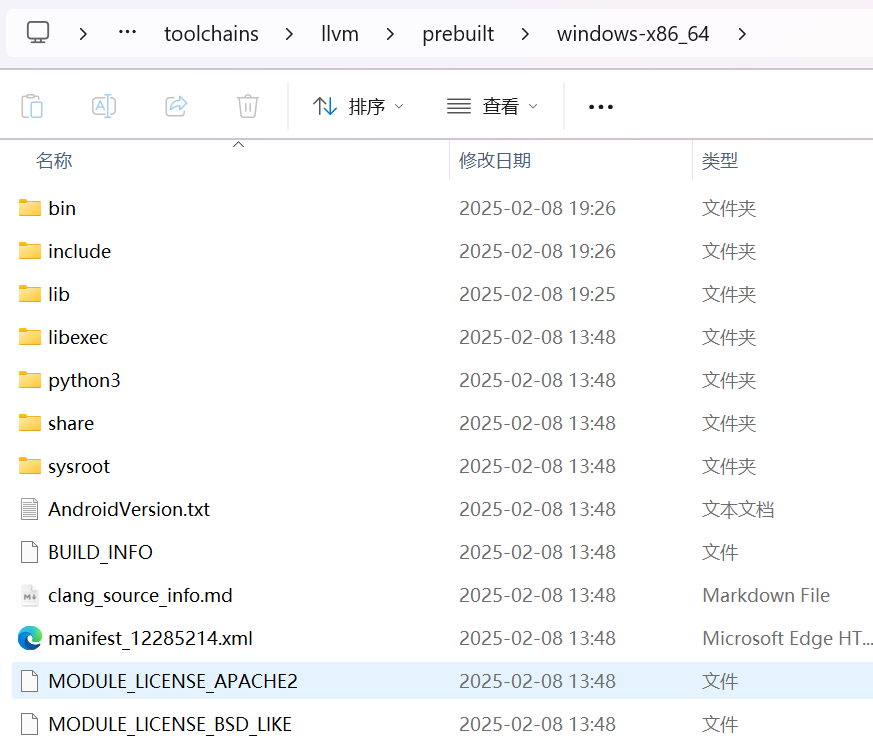 ··· toolchains llvm prebuilt windows-x86_64
排序 查看 ···
名称 修改日期 类型
bin 2025-02-08 19:26 文件夹
include 2025-02-08 19:26 文件夹
lib 2025-02-08 19:25 文件夹
libexec 2025-02-08 13:48 文件夹
python3 2025-02-08 13:48 文件夹
share 2025-02-08 13:48 文件夹
sysroot 2025-02-08 13:48 文件夹
AndroidVersion.txt 2025-02-08 13:48 文本文档
BUILD_INFO 2025-02-08 13:48 文件
clang_source_info.md 2025-02-08 13:48 Markdown File
manifest_12285214.xml 2025-02-08 13:48 Microsoft Edge HT...
MODULE_LICENSE_APACHE2 2025-02-08 13:48 文件
MODULE_LICENSE_BSD_LIKE 2025-02-08 13:48 文件